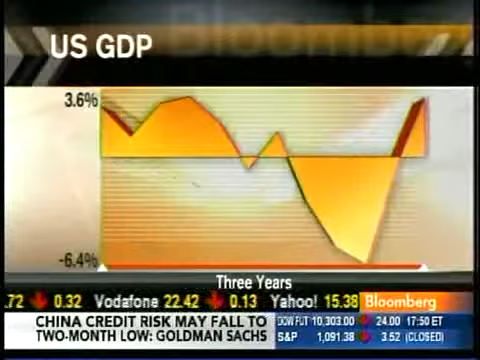 US GDP
3.6%
-6.4%
Three Years
.72 0.32 Vodafone 22.42 0.13 Yahoo! 15.38 Bloomberg
CHINA CREDIT RISK MAY FALL TO
TWO-MONTH LOW: GOLDMAN SACHS
DOW FUT 10,303.00 24.00 17:50 ET
S&P 1,091.38 3.52 (CLOSED)